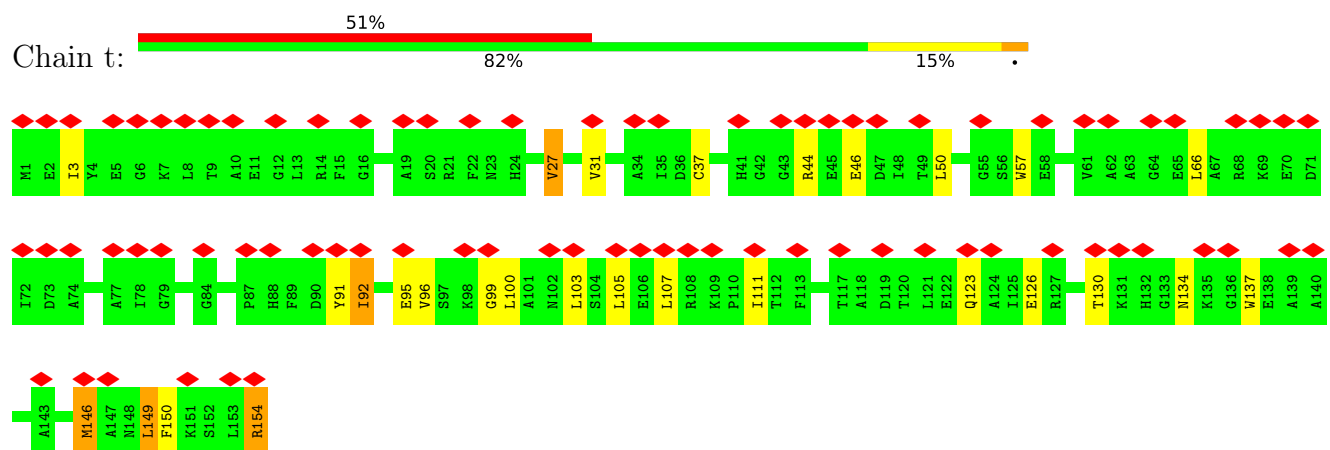 51%
Chain t:
82% 15% •
M1 E2 I3 Y4 E5 G6 K7 L8 T9 A10 E11 G12 L13 R14 F15 G16 A19 S20 R21 F22 N23 H24 V27 V31 A34 I35 D36 C37 H41 G42 G43 R44 E45 E46 D47 I48 T49 L50 G55 S56 W57 E58 V61 A62 A63 G64 E65 L66 A67 R68 K69 E70 D71
I72 D73 A74 A77 I78 G79 G84 P87 H88 F89 D90 Y91 I92 E95 V96 S97 K98 G99 L100 A101 N102 L103 S104 L105 E106 L107 R108 K109 P110 I111 T112 F113 T117 A118 D119 T120 L121 E122 Q123 A124 I125 E126 R127 T130 K131 H132 G133 N134 K135 G136 W137 E138 A139 A140
A143 M146 A147 N148 L149 F150 K151 S152 L153 R154